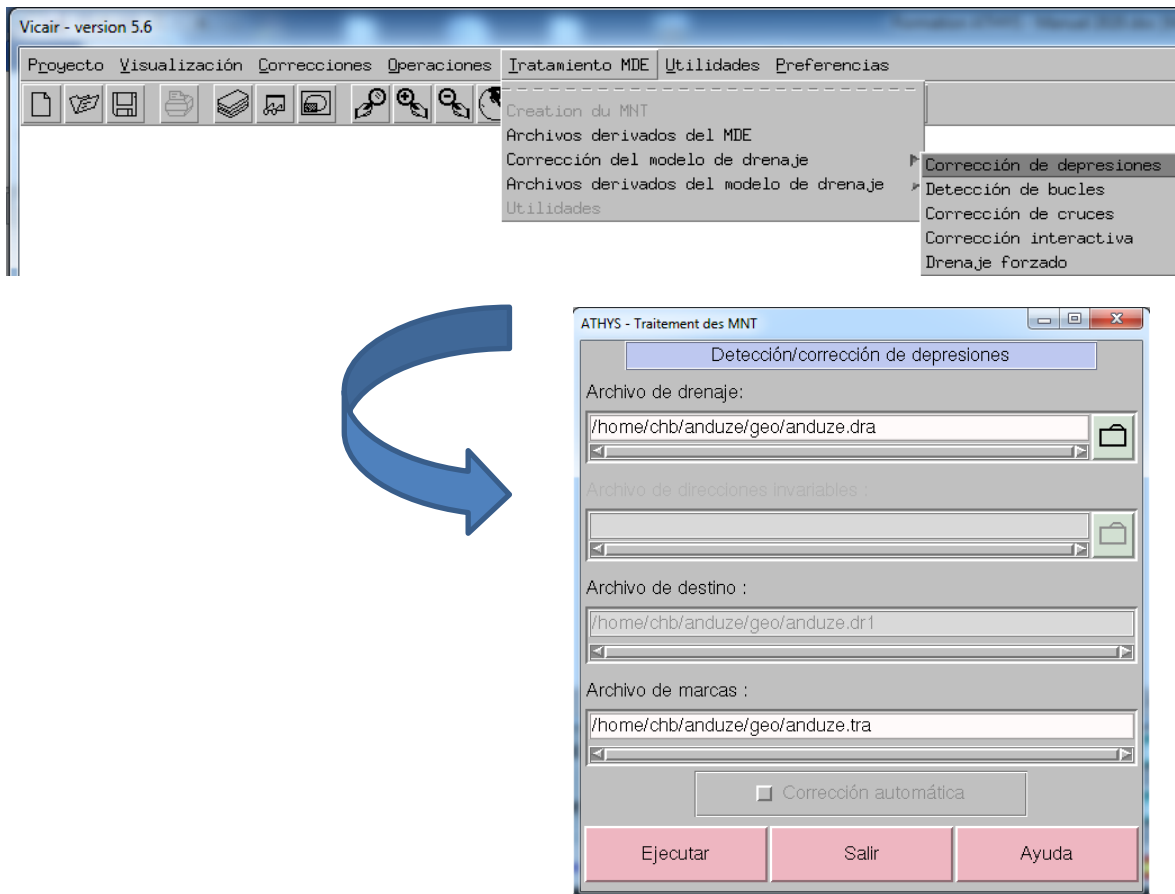 Vicair - version 5.6
Proyecto Visualización Correcciones Operaciones Tratamiento MDE Utilidades Preferencias
Creation du MNT
Archivos derivados del MDE
Corrección del modelo de drenaje
Archivos derivados del modelo de drenaje
Utilidades
Corrección de depresiones
Detección de bucles
Corrección de cruces
Corrección interactiva
Drenaje forzado
ATHYS - Traitement des MNT
Detección/corrección de depresiones
Archivo de drenaje:
/home/chb/anduze/geo/anduze.dra
Archivo de direcciones invariables :
Archivo de destino :
/home/chb/anduze/geo/anduze.dr1
Archivo de marcas :
/home/chb/anduze/geo/anduze.tra
Corrección automática
Ejecutar Salir Ayuda